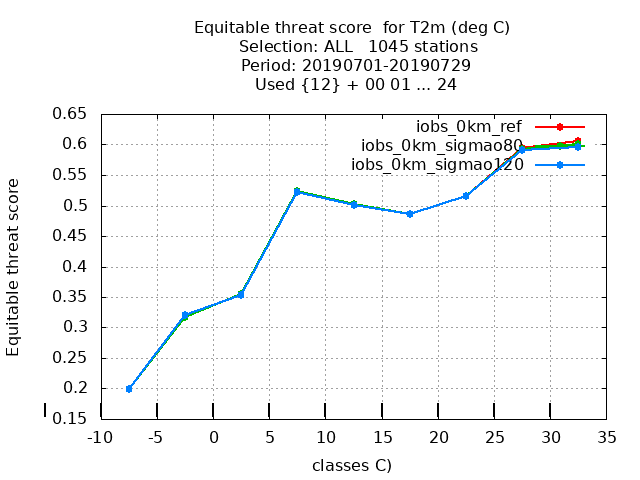 Equitable threat score  for T2m (deg C)
Selection: ALL   1045 stations
Period: 20190701-20190729
Used {12} + 00 01 ... 24
iobs_0km_ref
iobs_0km_sigmao80
iobs_0km_sigmao120
Equitable threat score
0.65
0.6
0.55
0.5
0.45
0.4
0.35
0.3
0.25
0.2
0.15
-10 -5 0 5 10 15 20 25 30 35
classes C)